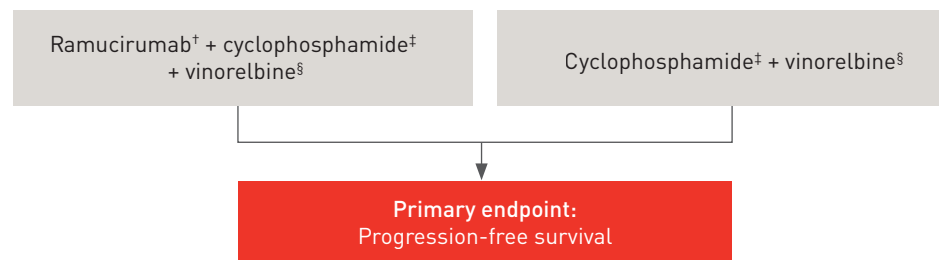 Ramucirumab† + cyclophosphamide‡
+ vinorelbine§
Cyclophosphamide‡ + vinorelbine§
Primary endpoint:
Progression-free survival